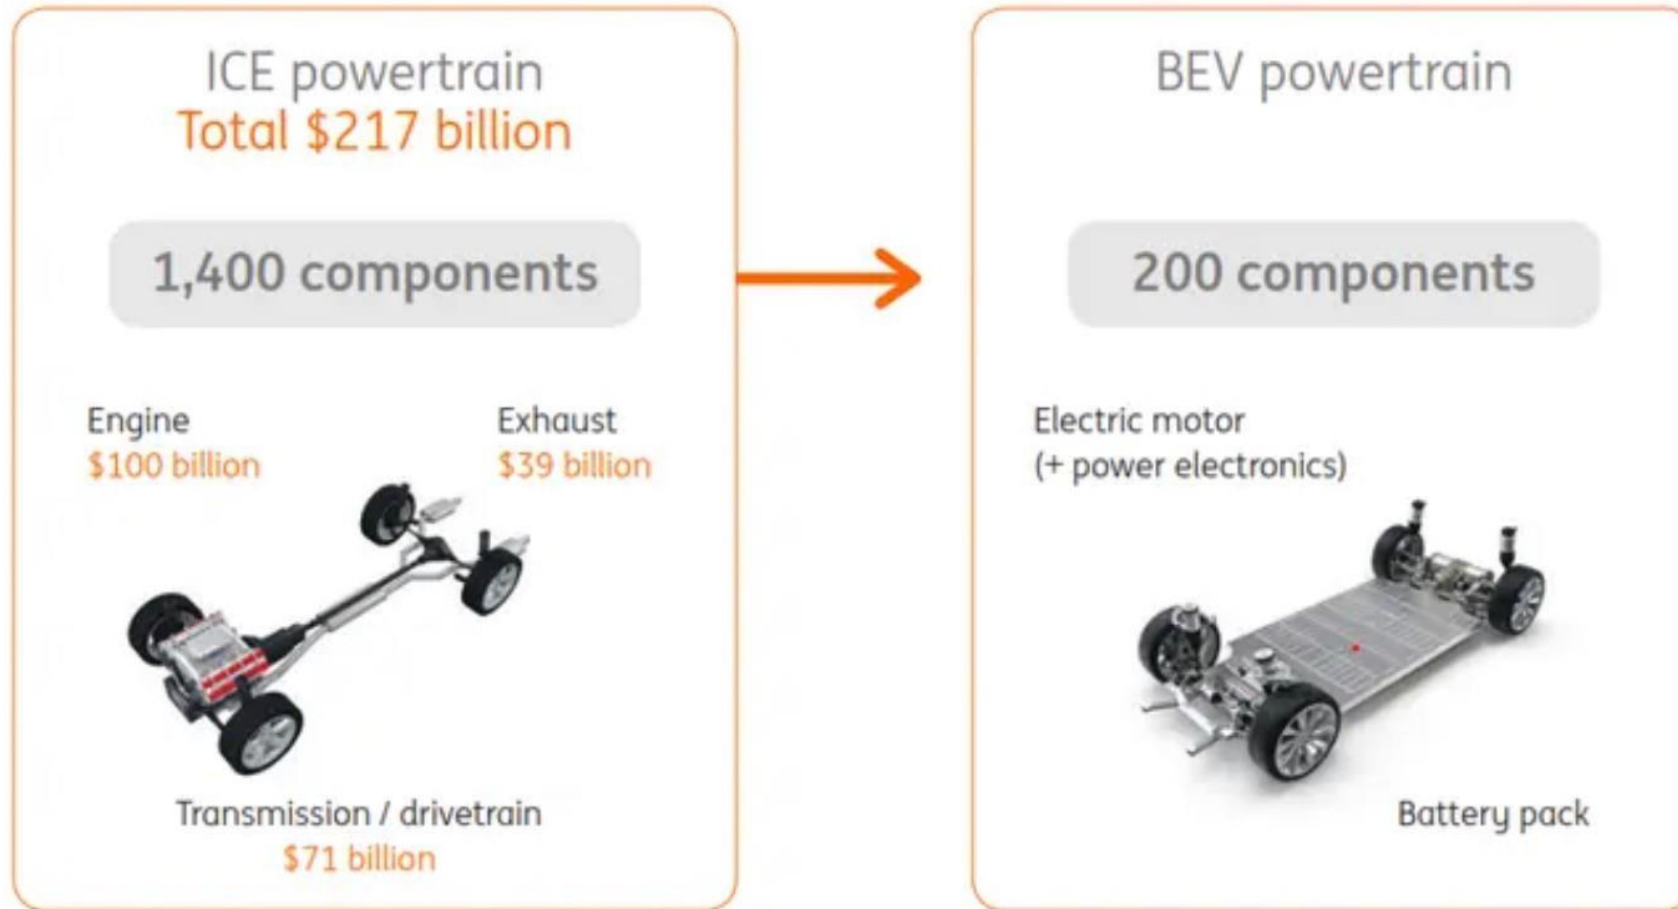 ICE powertrain
Total $217 billion
1,400 components
Engine
$100 billion
Exhaust
$39 billion
Transmission / drivetrain
$71 billion
BEV powertrain
200 components
Electric motor
(+ power electronics)
Battery pack